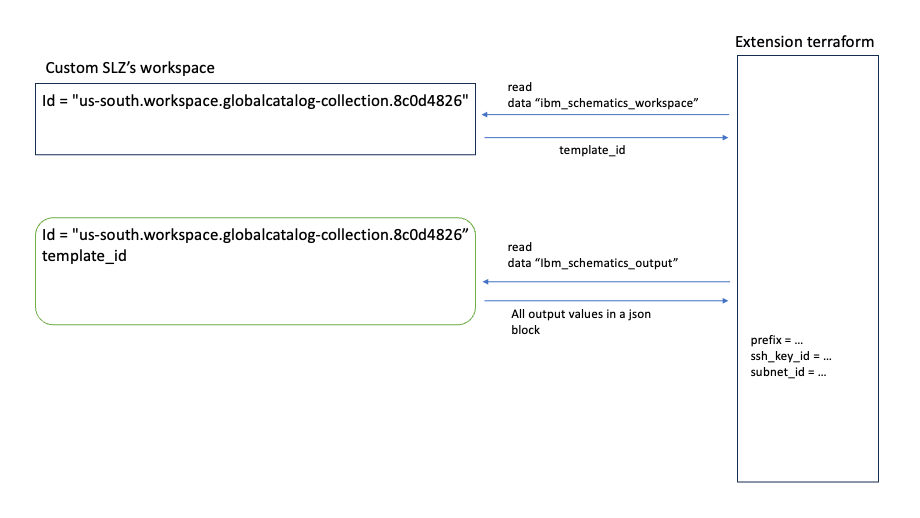 Extension terraform
Custom SLZ’s workspace
Id = "us-south.workspace.globalcatalog-collection.8c0d4826"
read
data “ibm_schematics_workspace”
template_id
Id = "us-south.workspace.globalcatalog-collection.8c0d4826”
template_id
read
data “Ibm_schematics_output”
All output values in a json
block
prefix = ...
ssh_key_id = ...
subnet_id = ...